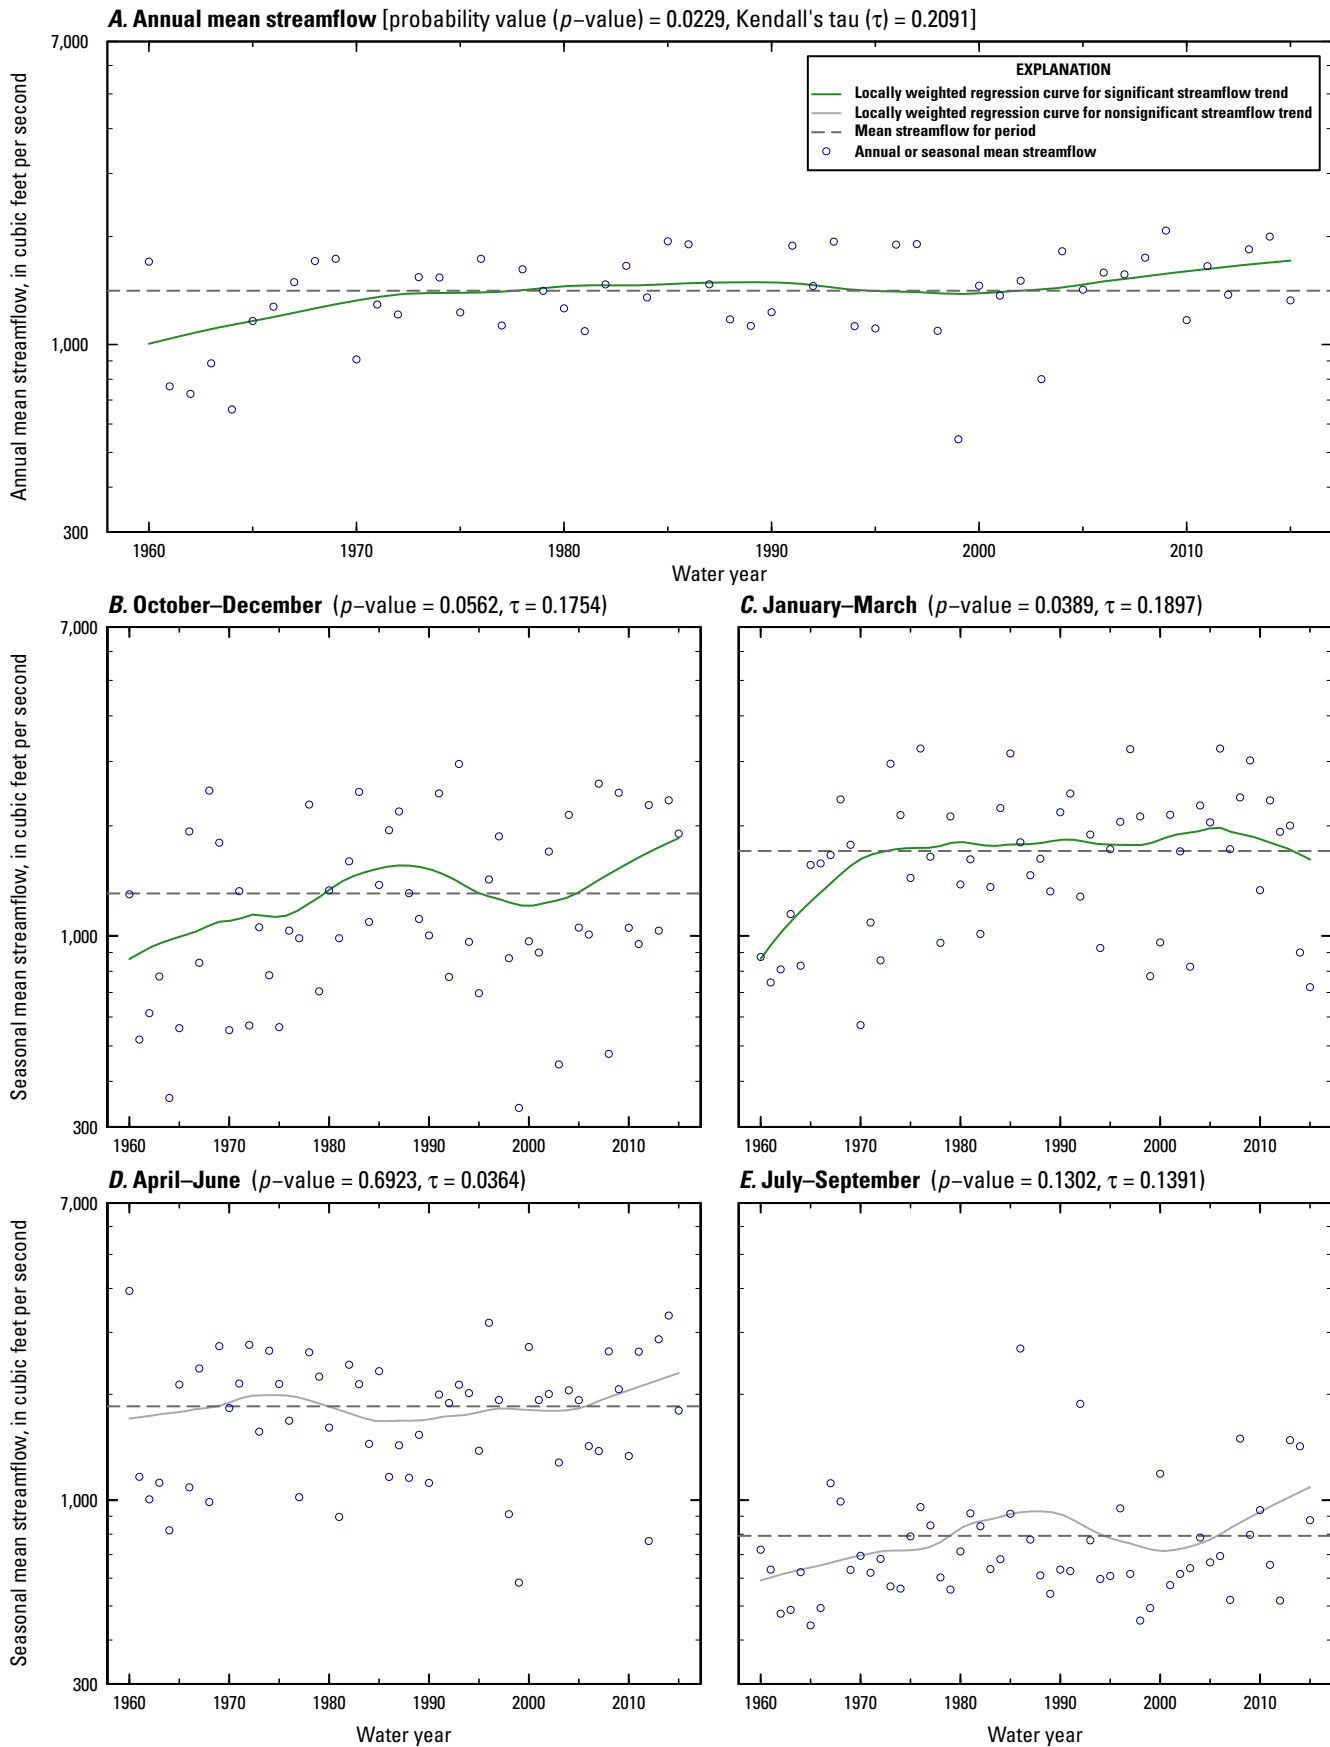 A. Annual mean streamflow [probability value (p−value) = 0.0229, Kendall's tau (τ) = 0.2091]
7,000
1,000
300
Annual mean streamflow, in cubic feet per second
EXPLANATION
Locally weighted regression curve for significant streamflow trend
Locally weighted regression curve for nonsignificant streamflow trend
Mean streamflow for period
Annual or seasonal mean streamflow
1960 1970 1980 1990 2000 2010
Water year
B. October–December (p−value = 0.0562, τ = 0.1754)
7,000
1,000
300
Seasonal mean streamflow, in cubic feet per second
1960 1970 1980 1990 2000 2010
C. January–March (p−value = 0.0389, τ = 0.1897)
1960 1970 1980 1990 2000 2010
D. April–June (p−value = 0.6923, τ = 0.0364)
7,000
1,000
300
Seasonal mean streamflow, in cubic feet per second
1960 1970 1980 1990 2000 2010
Water year
E. July–September (p−value = 0.1302, τ = 0.1391)
1960 1970 1980 1990 2000 2010
Water year